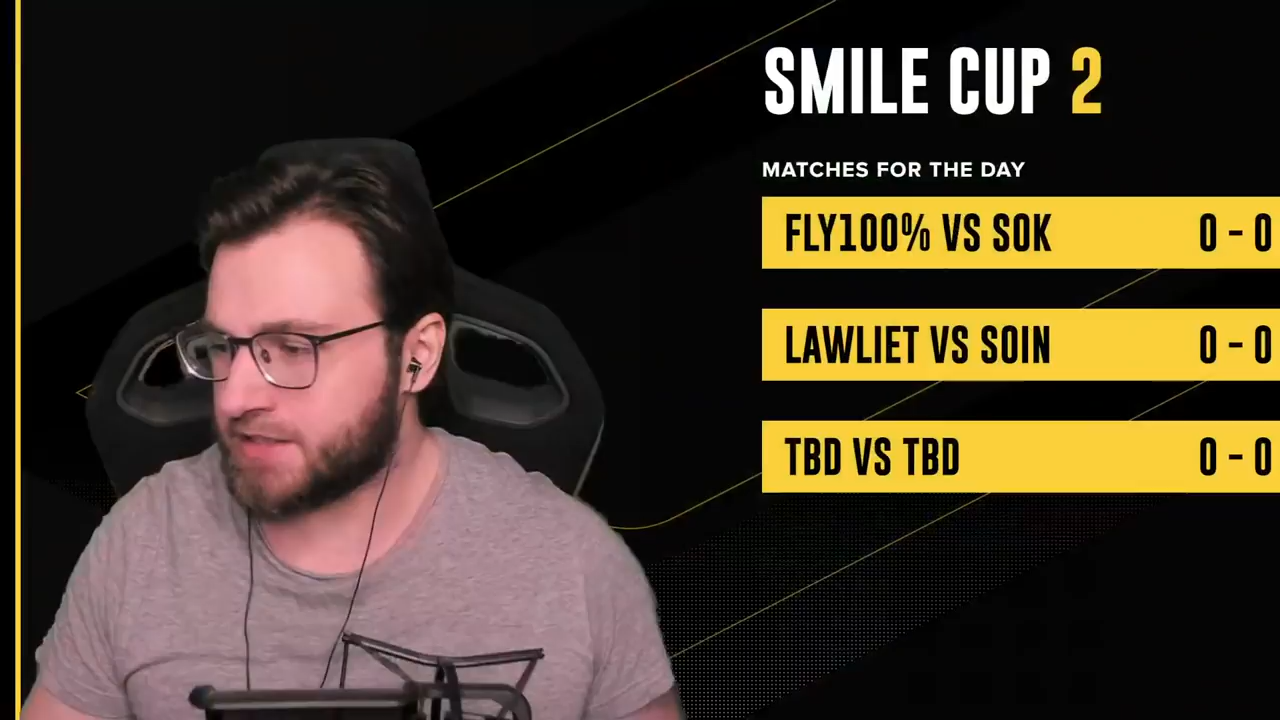 SMILE CUP 2
MATCHES FOR THE DAY
FLY100% VS SOK 0 - 0
LAWLIET VS SOIN 0 - 0
TBD VS TBD 0 - 0